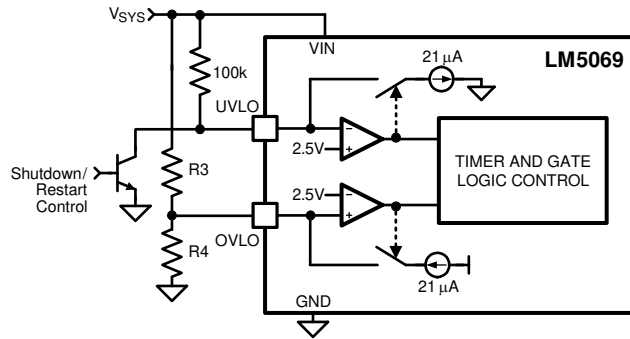 VSYS
VIN
LM5069
21 µA
100k
UVLO
2.5V
TIMER AND GATE
LOGIC CONTROL
Shutdown/
Restart
Control
R3
2.5V
OVLO
R4
21 µA
GND